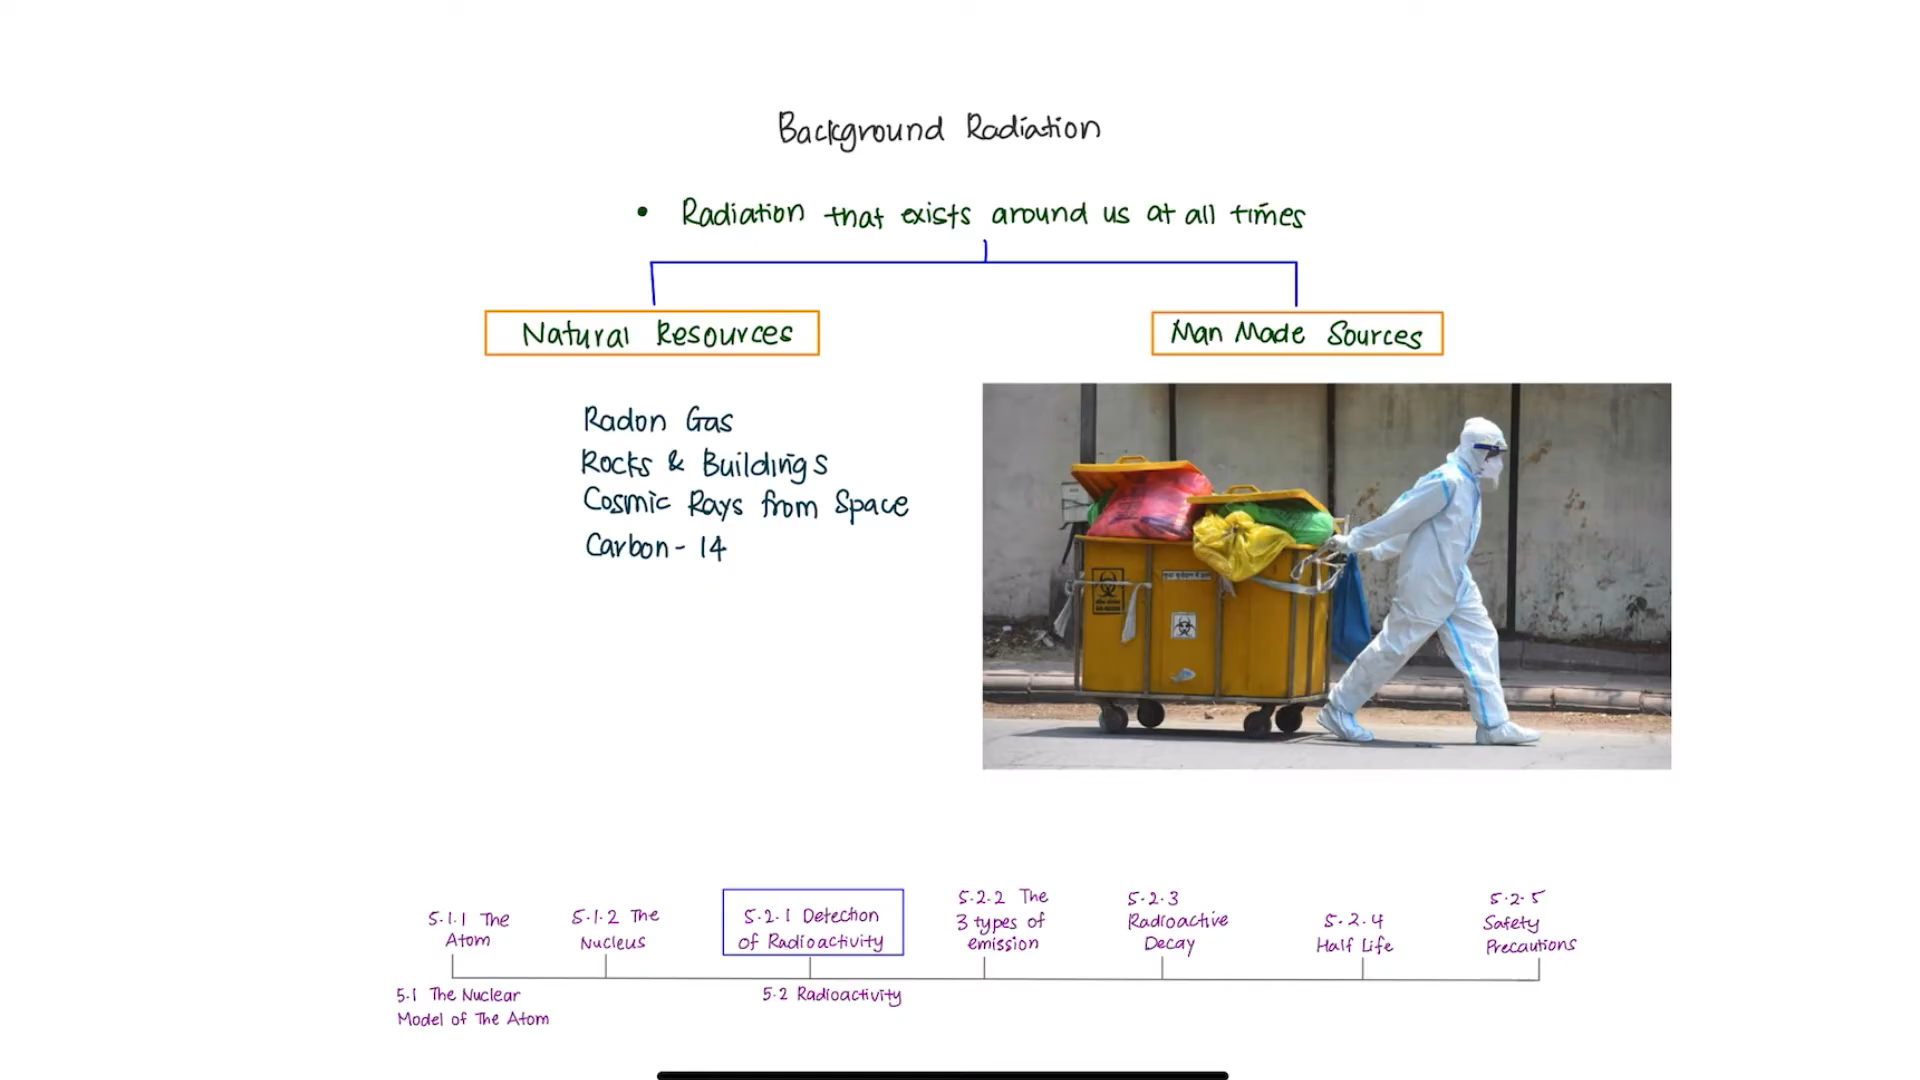 Background Radiation
• Radiation that exists around us at all times
Natural Resources
Man Made Sources
Radon Gas
Rocks & Buildings
Cosmic Rays from Space
Carbon-14
5.1.1 The
Atom
5.1.2 The
Nucleus
5.2.1 Detection
of Radioactivity
5.2.2 The
3 types of
emission
5.2.3
Radioactive
Decay
5.2.4
Half Life
5.2.5
Safety
Precautions
5.1 The Nuclear
Model of The Atom
5.2 Radioactivity